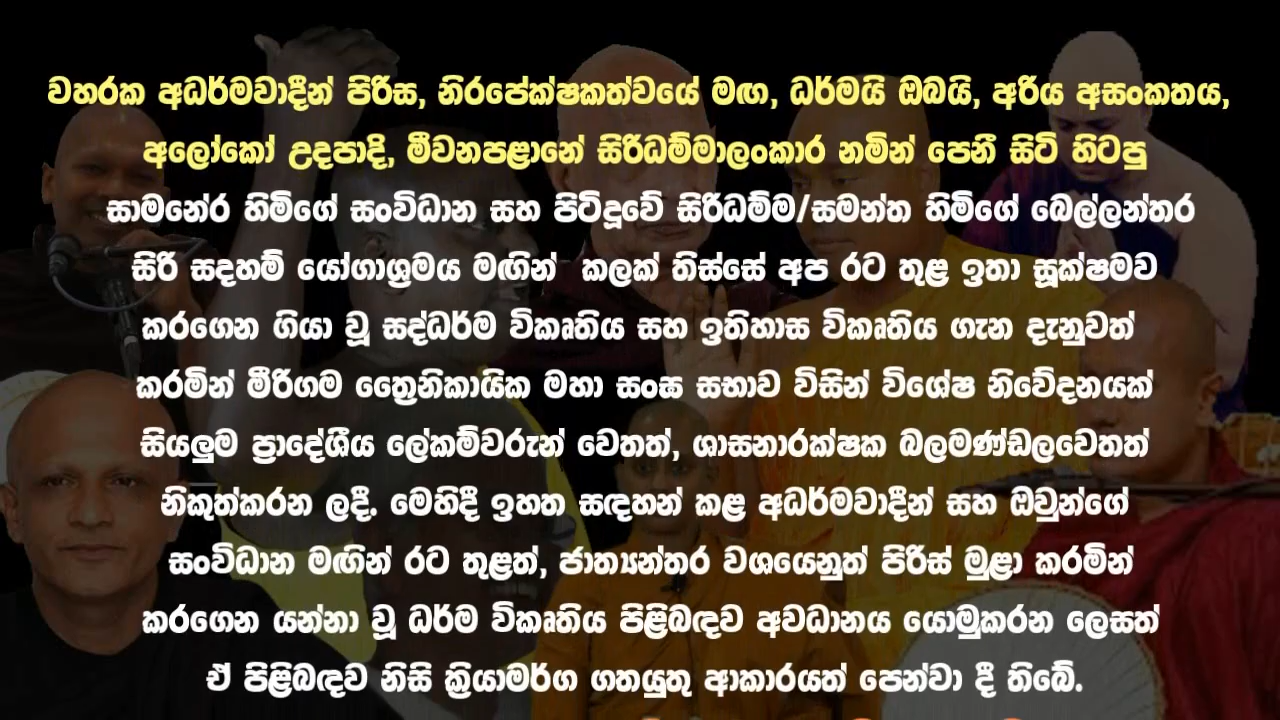 වහරක අධර්මවාදීන් පිරිස, නිරපේක්ෂකත්වයේ මඟ, ධර්මයි ඔබයි, අරිය අසංකතය,
අලෝකෝ උදපාදි, මීවනපළානේ සිරිධම්මාලංකාර නමින් පෙනී සිටි හිටපු
සාමනේර හිමිගේ සංවිධාන සහ පිටිදූවේ සිරිධම්ම/සමන්ත හිමිගේ බෙල්ලන්තර
සිරි සදහම් යෝගාශ්‍රමය මඟින් කලක් තිස්සේ අප රට තුළ ඉතා සූක්ෂමව
කරගෙන ගියා වූ සද්ධර්ම විකෘතිය සහ ඉතිහාස විකෘතිය ගැන දැනුවත්
කරමින් මීරිගම ත්‍රෛනිකායික මහා සංඝ සභාව විසින් විශේෂ නිවේදනයක්
සියලුම ප්‍රාදේශීය ලේකම්වරුන් වෙතත්, ශාසනාරක්ෂක බලමණ්ඩලවෙතත්
නිකුත්කරන ලදී. මෙහිදී ඉහත සඳහන් කළ අධර්මවාදීන් සහ ඔවුන්ගේ
සංවිධාන මඟින් රට තුළත්, ජාත්‍යන්තර වශයෙනුත් පිරිස් මුළා කරමින්
කරගෙන යන්නා වූ ධර්ම විකෘතිය පිළිබඳව අවධානය යොමුකරන ලෙසත්
ඒ පිළිබඳව නිසි ක්‍රියාමර්ග ගතයුතු ආකාරයත් පෙන්වා දී තිබේ.